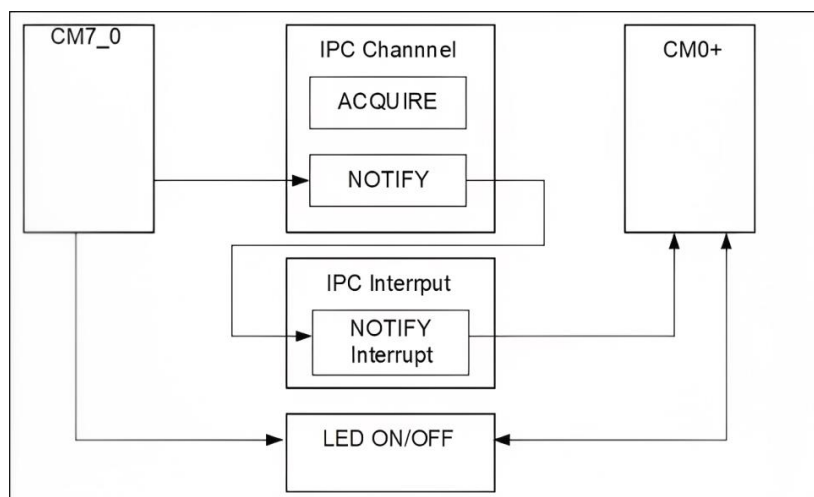 CM7_0
IPC Channnel
CM0+
ACQUIRE
NOTIFY
IPC Interrput
NOTIFY
Interrupt
LED ON/OFF